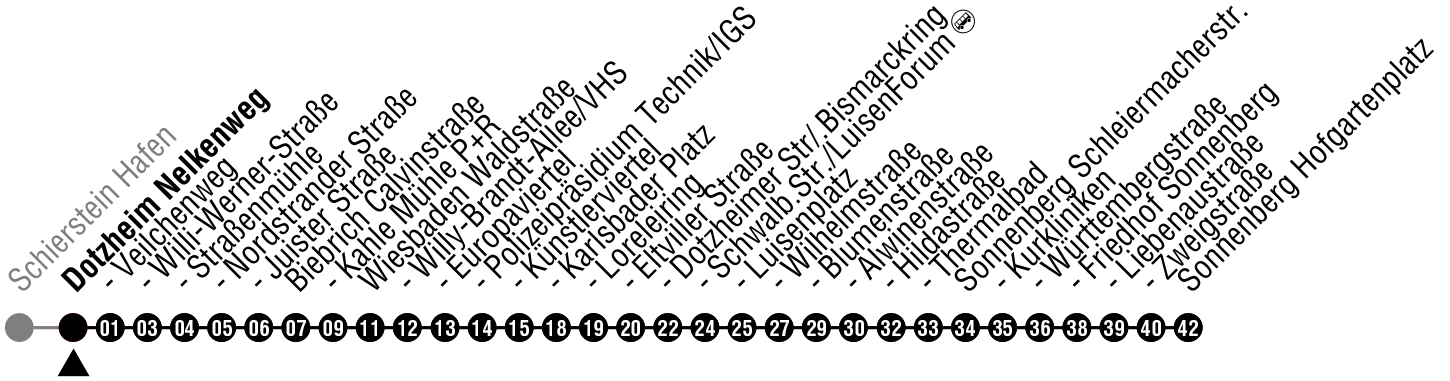 Schierstein Hafen
Dotzheim Nelkenweg
- Veilchenweg
- Willi-Werner-Straße
- Straßenmühle
- Nordstrander Straße
- Juister Straße
Biebrich Calvinstraße
- Kahle Mühle P+R
Wiesbaden Waldstraße
- Willy-Brandt-Allee/VHS
- Europaviertel
- Polizeipräsidium Technik/IGS
- Künstlerviertel
- Karlsbader Platz
- Loreleiring
- Eltviller Straße
- Dotzheimer Str/ Bismarckring
- Schwalb.Str./LuisenForum
- Luisenplatz
- Wilhelmstraße
- Blumenstraße
- Alwinenstraße
- Hildastraße
- Thermalbad
Sonnenberg Schleiermacherstr.
- Kurklinken
- Württembergstraße
- Friedhof Sonnenberg
- Liebenaustraße
- Zweigstraße
Sonnenberg Hofgartenplatz
01 03 04 05 06 07 09 11 12 13 14 15 18 19 20 22 24 25 27 29 30 32 33 34 35 36 38 39 40 42